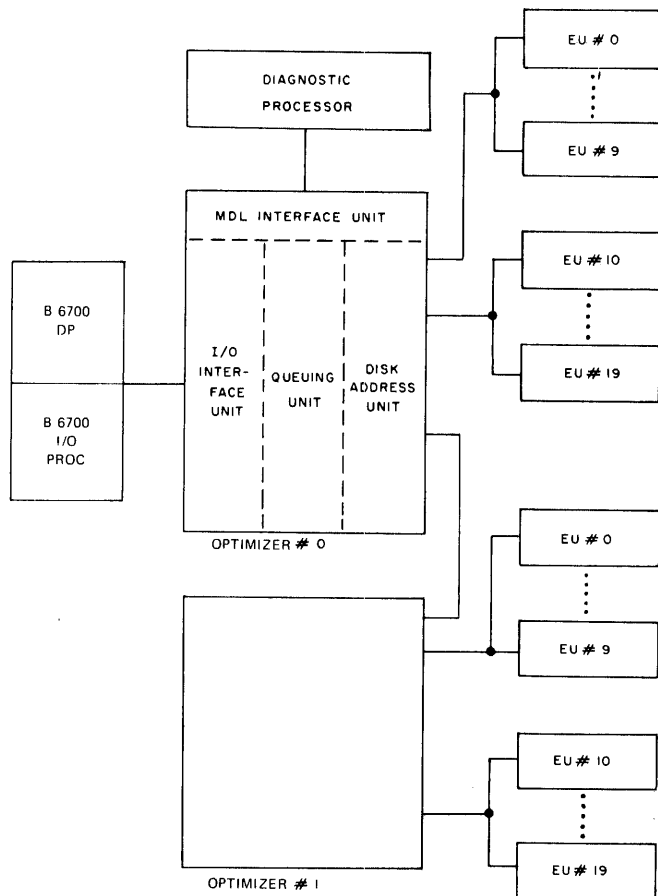 EU # 0
DIAGNOSTIC
PROCESSOR
EU # 9
MDL INTERFACE UNIT
EU # 10
B 6700
DP
I/O
INTER-
FACE
UNIT
QUEUING
UNIT
DISK
ADDRESS
UNIT
EU # 19
B 6700
I/O
PROC
OPTIMIZER # 0
EU # 0
EU # 9
EU # 10
EU # 19
OPTIMIZER # 1